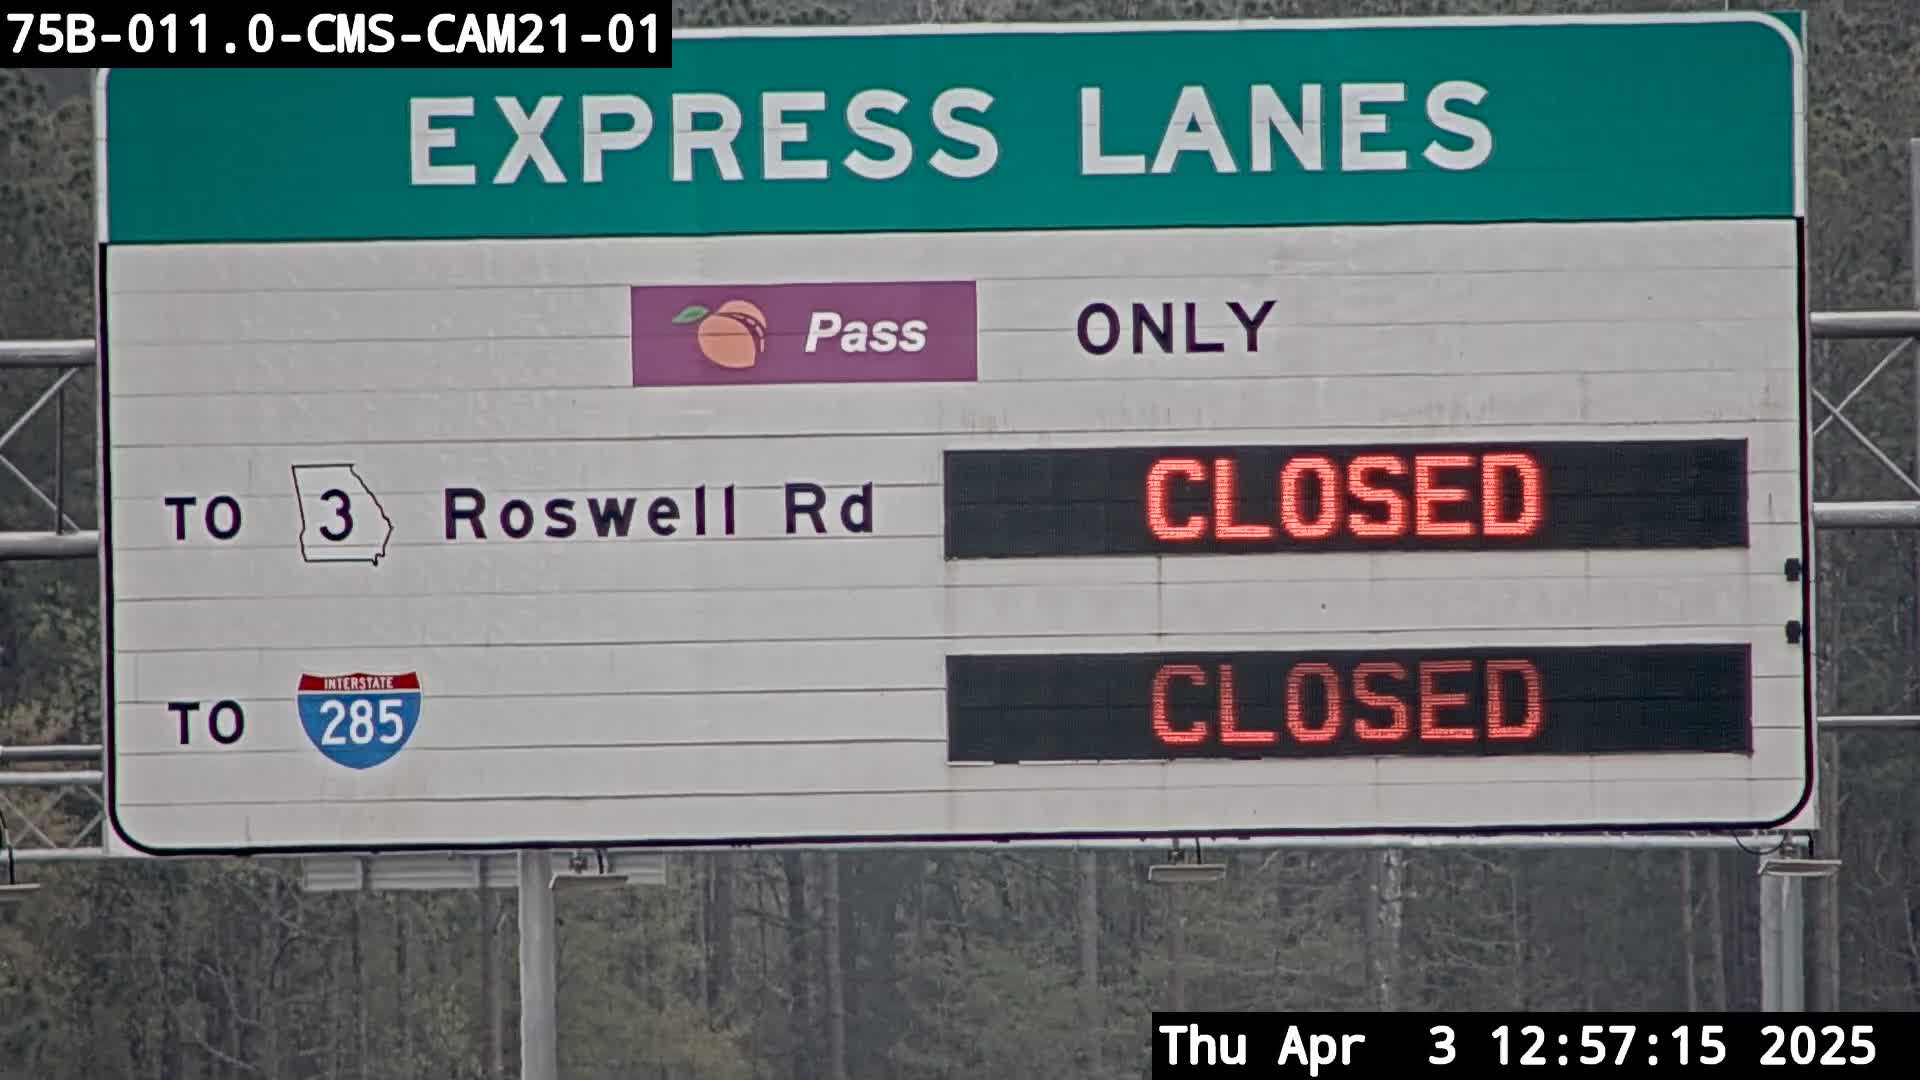 75B-011.0-CMS-CAM21-01
EXPRESS LANES
Pass ONLY
TO 3 Roswell Rd CLOSED
TO INTERSTATE 285 CLOSED
Thu Apr 3 12:57:15 2025